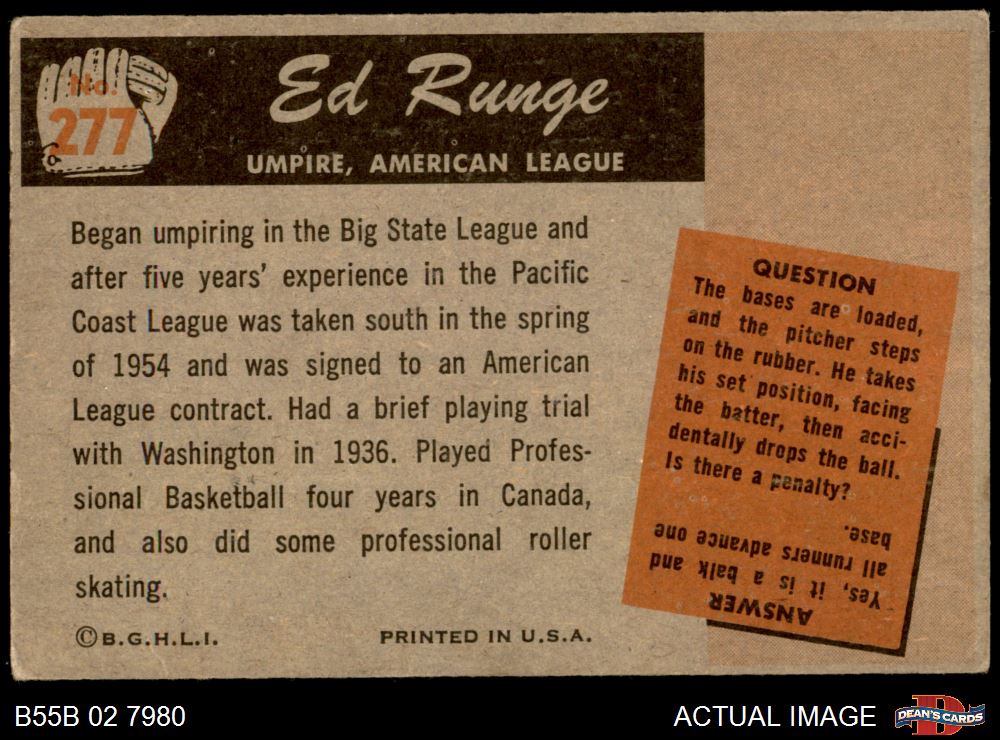 No.
277
Ed Runge
UMPIRE, AMERICAN LEAGUE
Began umpiring in the Big State League and
after five years' experience in the Pacific
Coast League was taken south in the spring
of 1954 and was signed to an American
League contract. Had a brief playing trial
with Washington in 1936. Played Profes-
sional Basketball four years in Canada,
and also did some professional roller
skating.
©B.G.H.L.I.
PRINTED IN U.S.A.
QUESTION
The bases are loaded,
and the pitcher steps
on the rubber. He takes
his set position, facing
the batter, then acci-
dentally drops the ball.
Is there a penalty?
ANSWER
Yes, it is a balk and
all runners advance one
base.
B55B 02 7980
ACTUAL IMAGE
D
DEAN'S CARDS